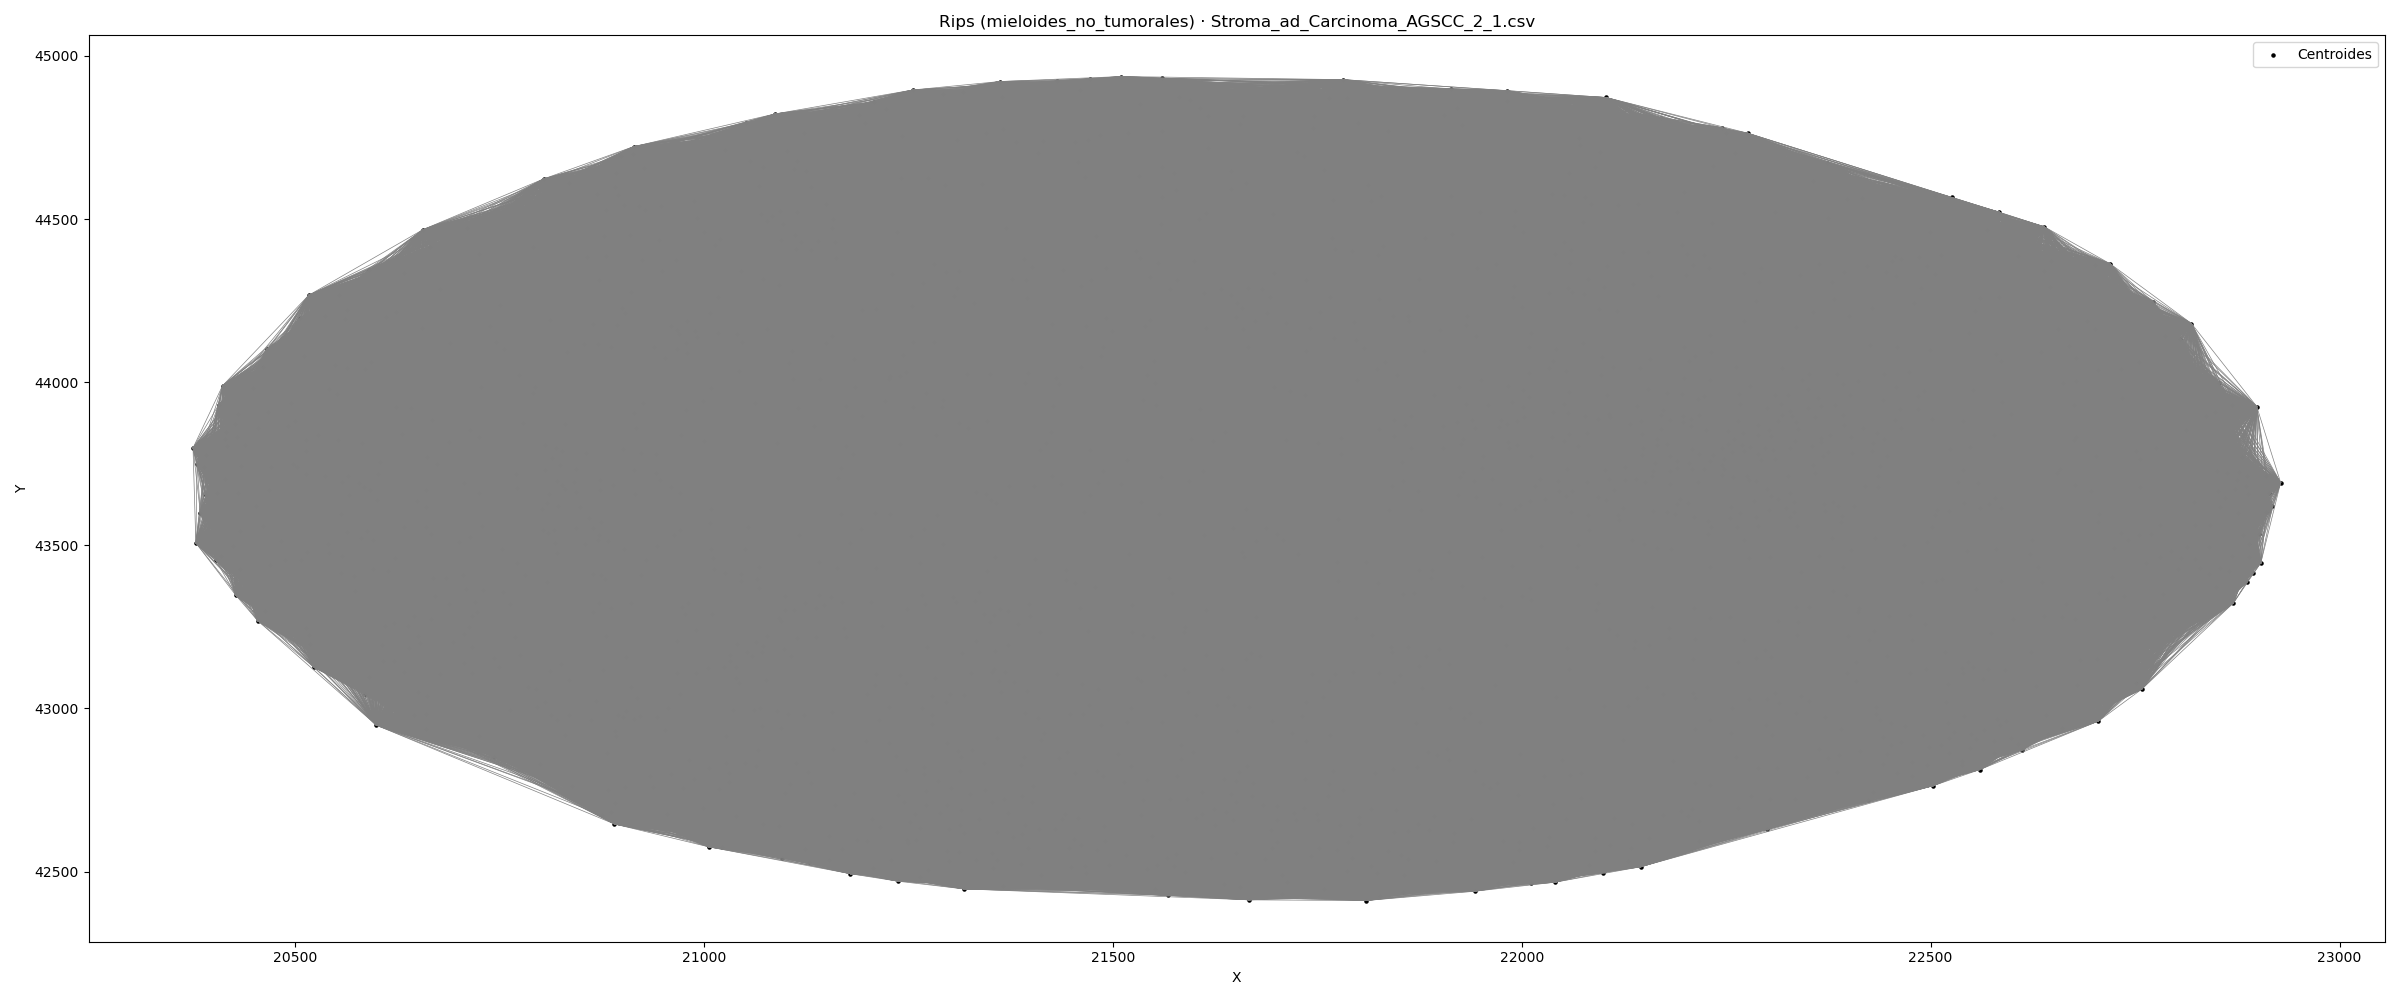 Rips (mieloides_no_tumorales) · Stroma_ad_Carcinoma_AGSCC_2_1.csv
Centroides
45000
44500
44000
43500
43000
42500
Y
20500 21000 21500 22000 22500 23000
X